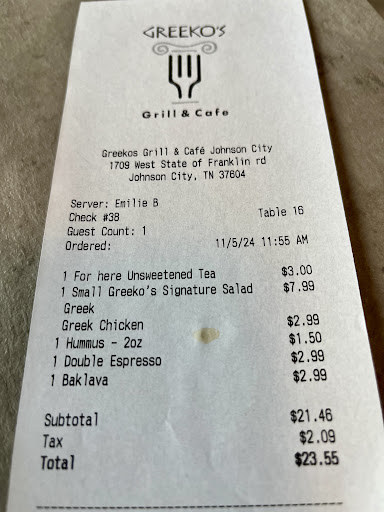 GREEKO'S
Grill & Cafe
Greekos Grill & Café Johnson City
1709 West State of Franklin rd
Johnson City, TN 37604
Server: Emilie B
Check #38 Table 16
Guest Count: 1
Ordered: 11/5/24 11:55 AM
1 For here Unsweetened Tea $3.00
1 Small Greeko's Signature Salad $7.99
Greek
Greek Chicken $2.99
1 Hummus - 2oz $1.50
1 Double Espresso $2.99
1 Baklava $2.99
Subtotal $21.46
Tax $2.09
Total $23.55